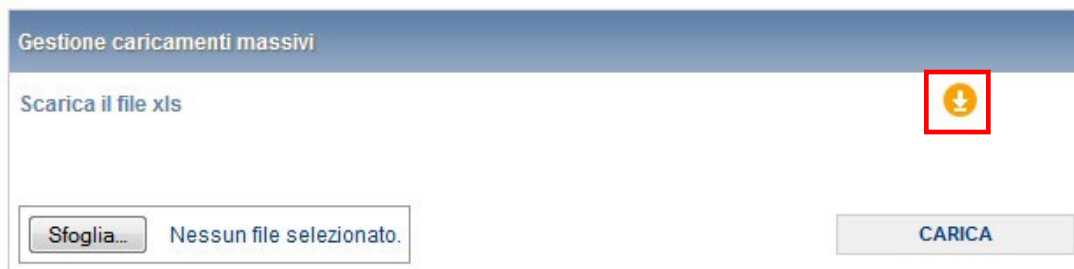 Gestione caricamenti massivi
Scarica il file xls
Sfoglia... Nessun file selezionato. CARICA